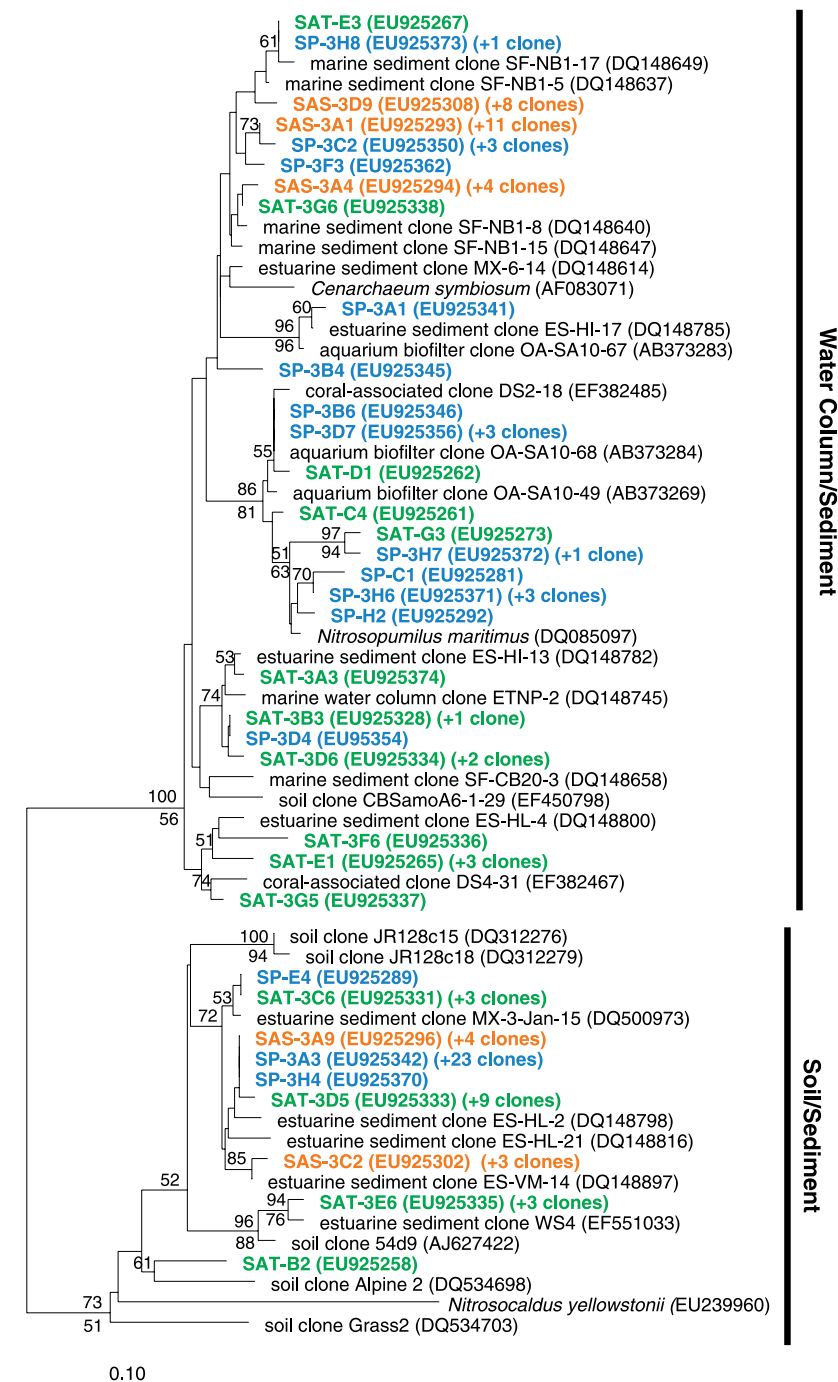 SAT-E3 (EU925267)
61
SP-3H8 (EU925373) (+1 clone)
marine sediment clone SF-NB1-17 (DQ148649)
marine sediment clone SF-NB1-5 (DQ148637)
SAS-3D9 (EU925308) (+8 clones)
73
SAS-3A1 (EU925293) (+11 clones)
SP-3C2 (EU925350) (+3 clones)
SP-3F3 (EU925362)
SAS-3A4 (EU925294) (+4 clones)
SAT-3G6 (EU925338)
marine sediment clone SF-NB1-8 (DQ148640)
marine sediment clone SF-NB1-15 (DQ148647)
estuarine sediment clone MX-6-14 (DQ148614)
Cenarchaeum symbiosum (AF083071)
60
SP-3A1 (EU925341)
96
estuarine sediment clone ES-HI-17 (DQ148785)
96
aquarium biofilter clone OA-SA10-67 (AB373283)
SP-3B4 (EU925345)
coral-associated clone DS2-18 (EF382485)
SP-3B6 (EU925346)
SP-3D7 (EU925356) (+3 clones)
55
aquarium biofilter clone OA-SA10-68 (AB373284)
SAT-D1 (EU925262)
86
aquarium biofilter clone OA-SA10-49 (AB373269)
81
SAT-C4 (EU925261)
97
SAT-G3 (EU925273)
51
94
SP-3H7 (EU925372) (+1 clone)
63
70
SP-C1 (EU925281)
SP-3H6 (EU925371) (+3 clones)
SP-H2 (EU925292)
Nitrosopumilus maritimus (DQ085097)
53
estuarine sediment clone ES-HI-13 (DQ148782)
SAT-3A3 (EU925374)
74
marine water column clone ETNP-2 (DQ148745)
SAT-3B3 (EU925328) (+1 clone)
SP-3D4 (EU95354)
SAT-3D6 (EU925334) (+2 clones)
marine sediment clone SF-CB20-3 (DQ148658)
100
soil clone CBSamoA6-1-29 (EF450798)
56
estuarine sediment clone ES-HL-4 (DQ148800)
51
SAT-3F6 (EU925336)
SAT-E1 (EU925265) (+3 clones)
74
coral-associated clone DS4-31 (EF382467)
SAT-3G5 (EU925337)
Water Column/Sediment
100
soil clone JR128c15 (DQ312276)
94
soil clone JR128c18 (DQ312279)
SP-E4 (EU925289)
53
SAT-3C6 (EU925331) (+3 clones)
72
estuarine sediment clone MX-3-Jan-15 (DQ500973)
SAS-3A9 (EU925296) (+4 clones)
SP-3A3 (EU925342) (+23 clones)
SP-3H4 (EU925370)
SAT-3D5 (EU925333) (+9 clones)
estuarine sediment clone ES-HL-2 (DQ148798)
estuarine sediment clone ES-HL-21 (DQ148816)
85
SAS-3C2 (EU925302) (+3 clones)
estuarine sediment clone ES-VM-14 (DQ148897)
52
94
SAT-3E6 (EU925335) (+3 clones)
96
76
estuarine sediment clone WS4 (EF551033)
88
soil clone 54d9 (AJ627422)
61
SAT-B2 (EU925258)
soil clone Alpine 2 (DQ534698)
73
Nitrosocaldus yellowstonii (EU239960)
51
soil clone Grass2 (DQ534703)
Soil/Sediment
0.10